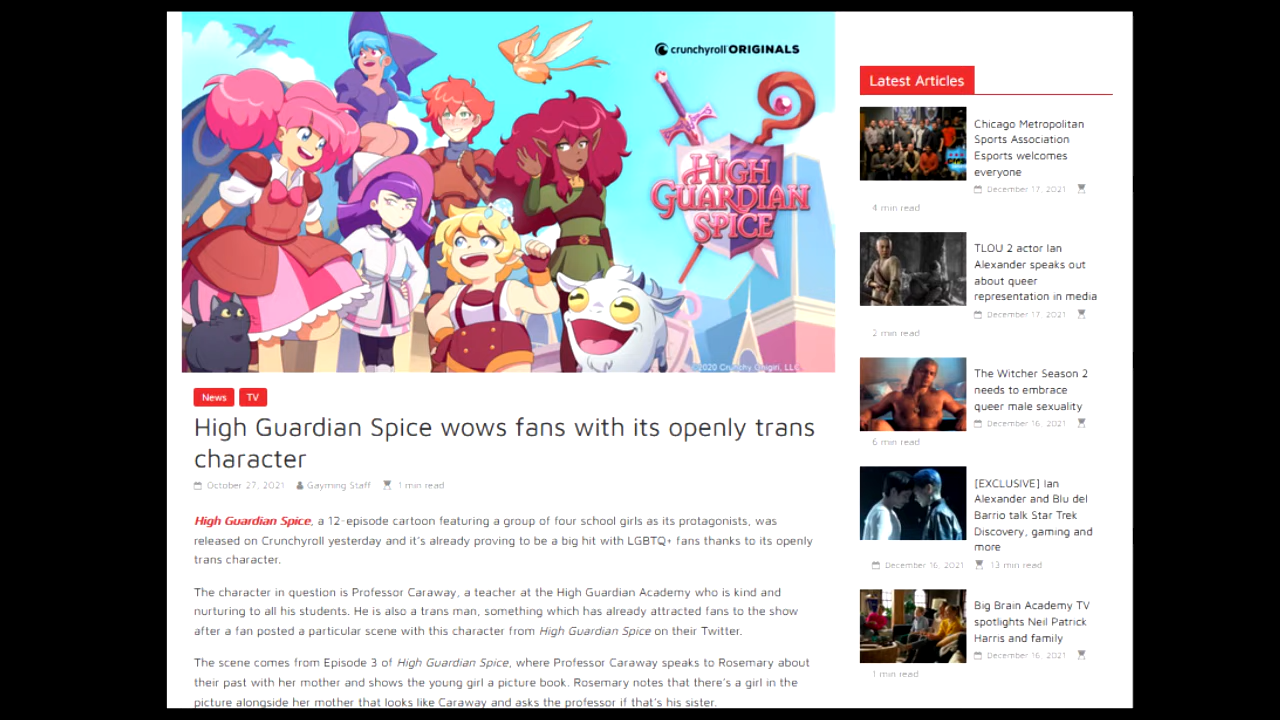 crunchyroll ORIGINALS
HIGH
GUARDIAN
SPICE
©2020 Crunchy Onigiri, LLC
News TV
High Guardian Spice wows fans with its openly trans
character
October 27, 2021 Gayming Staff 1 min read
High Guardian Spice, a 12-episode cartoon featuring a group of four school girls as its protagonists, was
released on Crunchyroll yesterday and it's already proving to be a big hit with LGBTQ+ fans thanks to its openly
trans character.
The character in question is Professor Caraway, a teacher at the High Guardian Academy who is kind and
nurturing to all his students. He is also a trans man, something which has already attracted fans to the show
after a fan posted a particular scene with this character from High Guardian Spice on their Twitter.
The scene comes from Episode 3 of High Guardian Spice, where Professor Caraway speaks to Rosemary about
their past with her mother and shows the young girl a picture book. Rosemary notes that there's a girl in the
picture alongside her mother that looks like Caraway and asks the professor if that's his sister.
Latest Articles
Chicago Metropolitan
Sports Association
Esports welcomes
everyone
December 17, 2021
4 min read
TLOU 2 actor Ian
Alexander speaks out
about queer
representation in media
December 17, 2021
2 min read
The Witcher Season 2
needs to embrace
queer male sexuality
December 16, 2021
6 min read
[EXCLUSIVE] Ian
Alexander and Blu del
Barrio talk Star Trek
Discovery, gaming and
more
December 16, 2021 13 min read
Big Brain Academy TV
spotlights Neil Patrick
Harris and family
December 16, 2021
1 min read